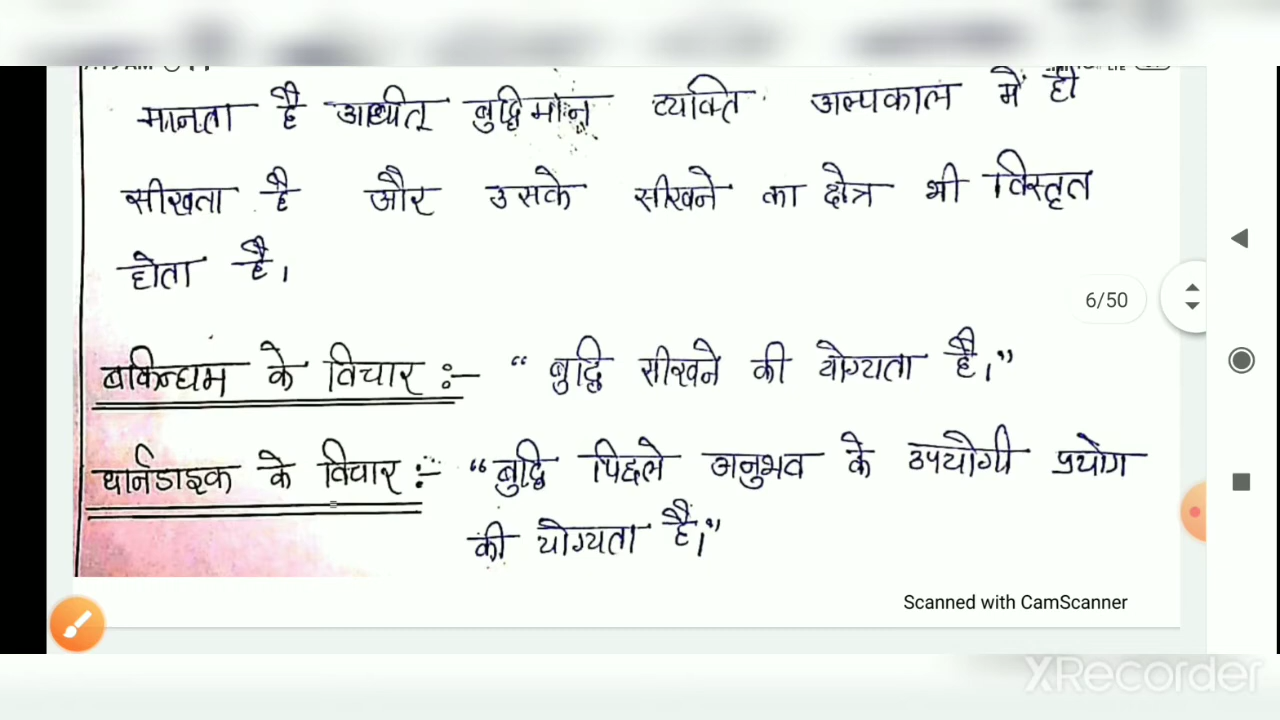 मानता है अर्थात् बुद्धिमान व्यक्ति अल्पकाल में ही
सीखता है और उसके सीखने का क्षेत्र भी विस्तृत
होता है।
6/50
बकिन्घम के विचार :- “ बुद्धि सीखने की योग्यता है।”
थार्नडाइक के विचार :- “बुद्धि पिछले अनुभव के उपयोगी प्रयोग
की योग्यता है।”
Scanned with CamScanner
XRecorder